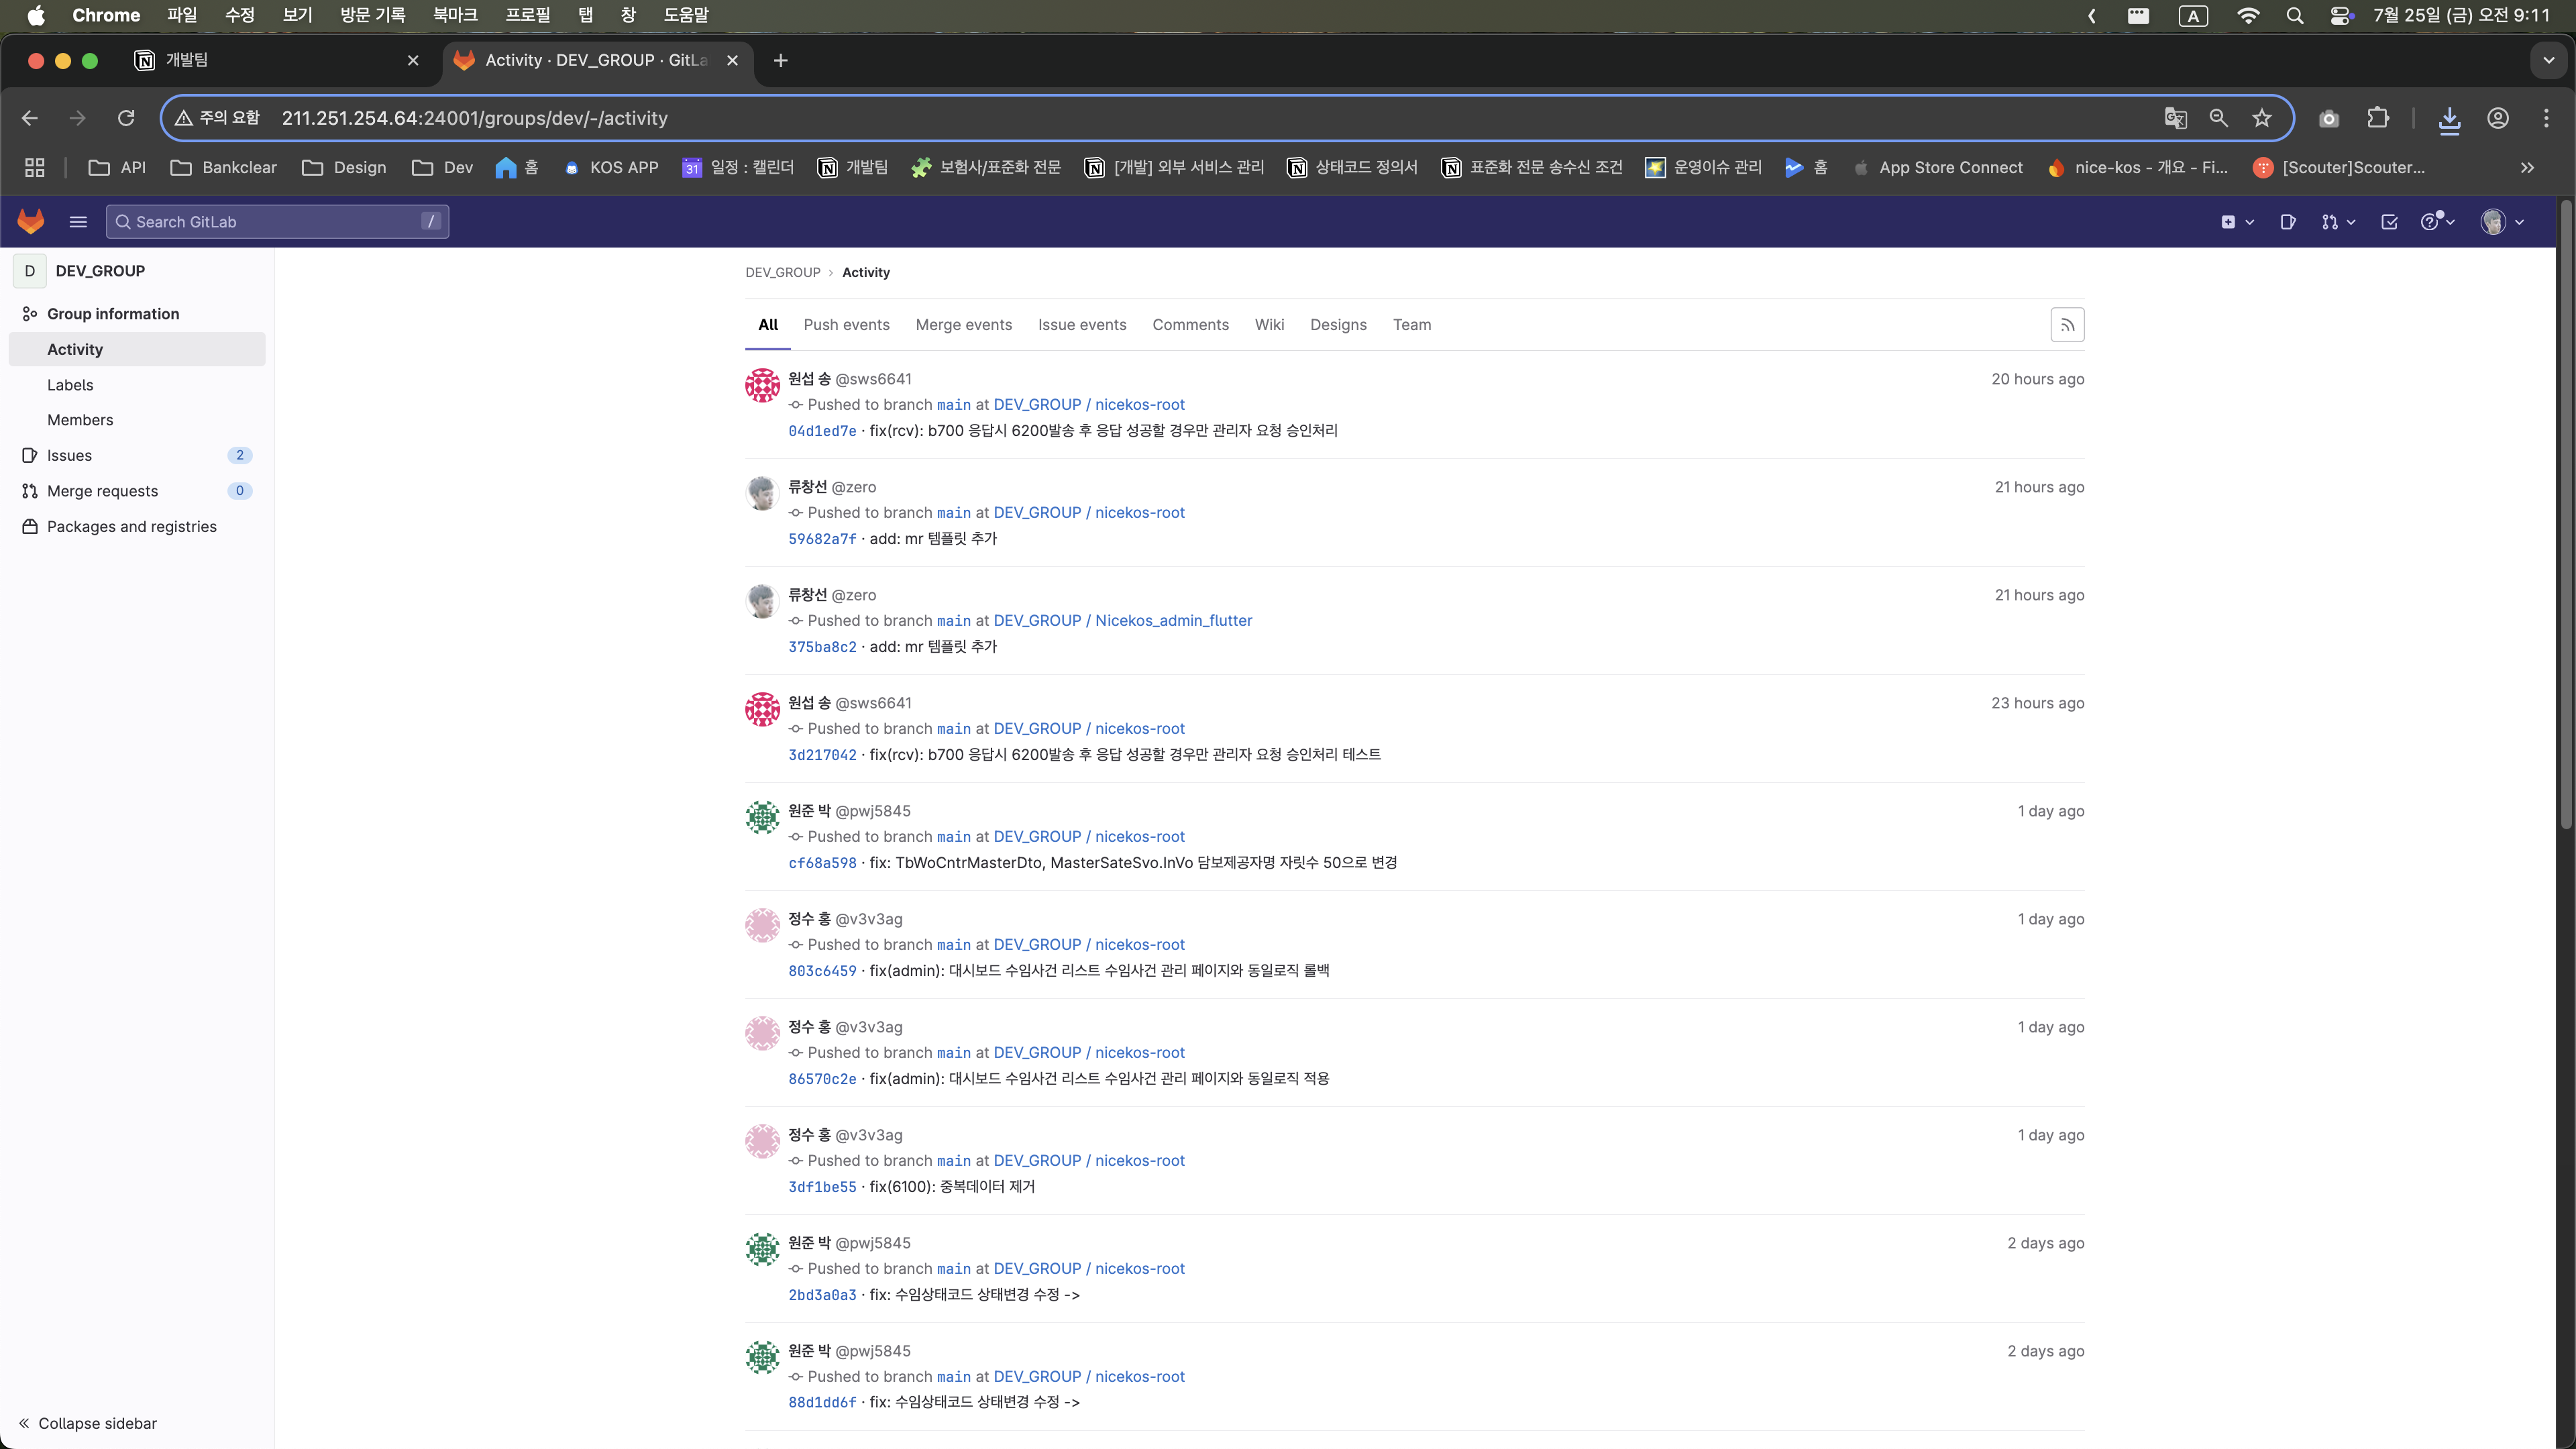 Chrome 파일 수정 보기 방문 기록 북마크 프로필 탭 창 도움말 A 7월 25일 (금) 오전 9:11
개발팀 Activity · DEV_GROUP · GitLa
주의 요함 211.251.254.64:24001/groups/dev/-/activity
API Bankclear Design Dev 홈 KOS APP 31 일정 : 캘린더 개발팀 보험사/표준화 전문 [개발] 외부 서비스 관리 상태코드 정의서 표준화 전문 송수신 조건 운영이슈 관리 홈 App Store Connect nice-kos - 개요 - Fi... [Scouter]Scouter...
Search GitLab /
D DEV_GROUP
Group information
Activity
Labels
Members
Issues 2
Merge requests 0
Packages and registries
Collapse sidebar
DEV_GROUP › Activity
All Push events Merge events Issue events Comments Wiki Designs Team
원섭 송 @sws6641 20 hours ago
Pushed to branch main at DEV_GROUP / nicekos-root
04d1ed7e · fix(rcv): b700 응답시 6200발송 후 응답 성공할 경우만 관리자 요청 승인처리
류창선 @zero 21 hours ago
Pushed to branch main at DEV_GROUP / nicekos-root
59682a7f · add: mr 템플릿 추가
류창선 @zero 21 hours ago
Pushed to branch main at DEV_GROUP / Nicekos_admin_flutter
375ba8c2 · add: mr 템플릿 추가
원섭 송 @sws6641 23 hours ago
Pushed to branch main at DEV_GROUP / nicekos-root
3d217042 · fix(rcv): b700 응답시 6200발송 후 응답 성공할 경우만 관리자 요청 승인처리 테스트
원준 박 @pwj5845 1 day ago
Pushed to branch main at DEV_GROUP / nicekos-root
cf68a598 · fix: TbWoCntrMasterDto, MasterSateSvo.InVo 담보제공자명 자릿수 50으로 변경
정수 홍 @v3v3ag 1 day ago
Pushed to branch main at DEV_GROUP / nicekos-root
803c6459 · fix(admin): 대시보드 수임사건 리스트 수임사건 관리 페이지와 동일로직 롤백
정수 홍 @v3v3ag 1 day ago
Pushed to branch main at DEV_GROUP / nicekos-root
86570c2e · fix(admin): 대시보드 수임사건 리스트 수임사건 관리 페이지와 동일로직 적용
정수 홍 @v3v3ag 1 day ago
Pushed to branch main at DEV_GROUP / nicekos-root
3df1be55 · fix(6100): 중복데이터 제거
원준 박 @pwj5845 2 days ago
Pushed to branch main at DEV_GROUP / nicekos-root
2bd3a0a3 · fix: 수임상태코드 상태변경 수정 ->
원준 박 @pwj5845 2 days ago
Pushed to branch main at DEV_GROUP / nicekos-root
88d1dd6f · fix: 수임상태코드 상태변경 수정 ->